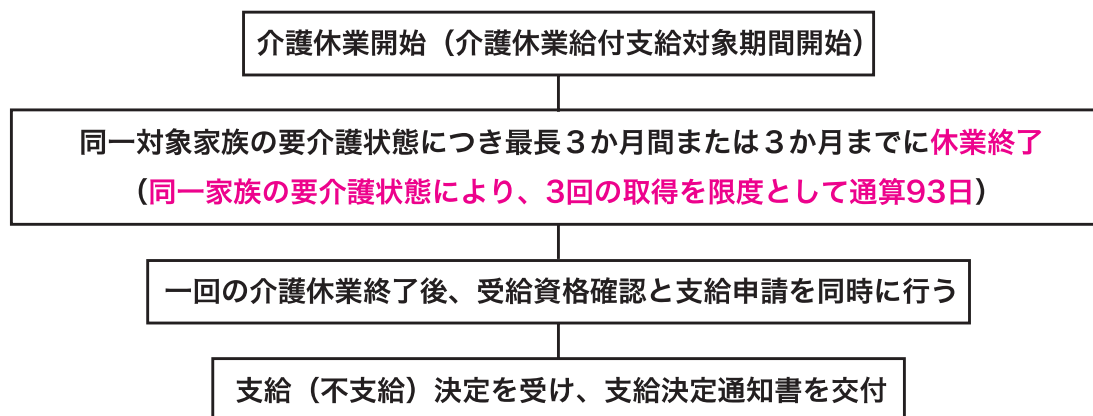 介護休業開始（介護休業給付支給対象期間開始）
同一対象家族の要介護状態につき最長３か月間または３か月までに休業終了
（同一家族の要介護状態により、3回の取得を限度として通算93日）
一回の介護休業終了後、受給資格確認と支給申請を同時に行う
支給（不支給）決定を受け、支給決定通知書を交付